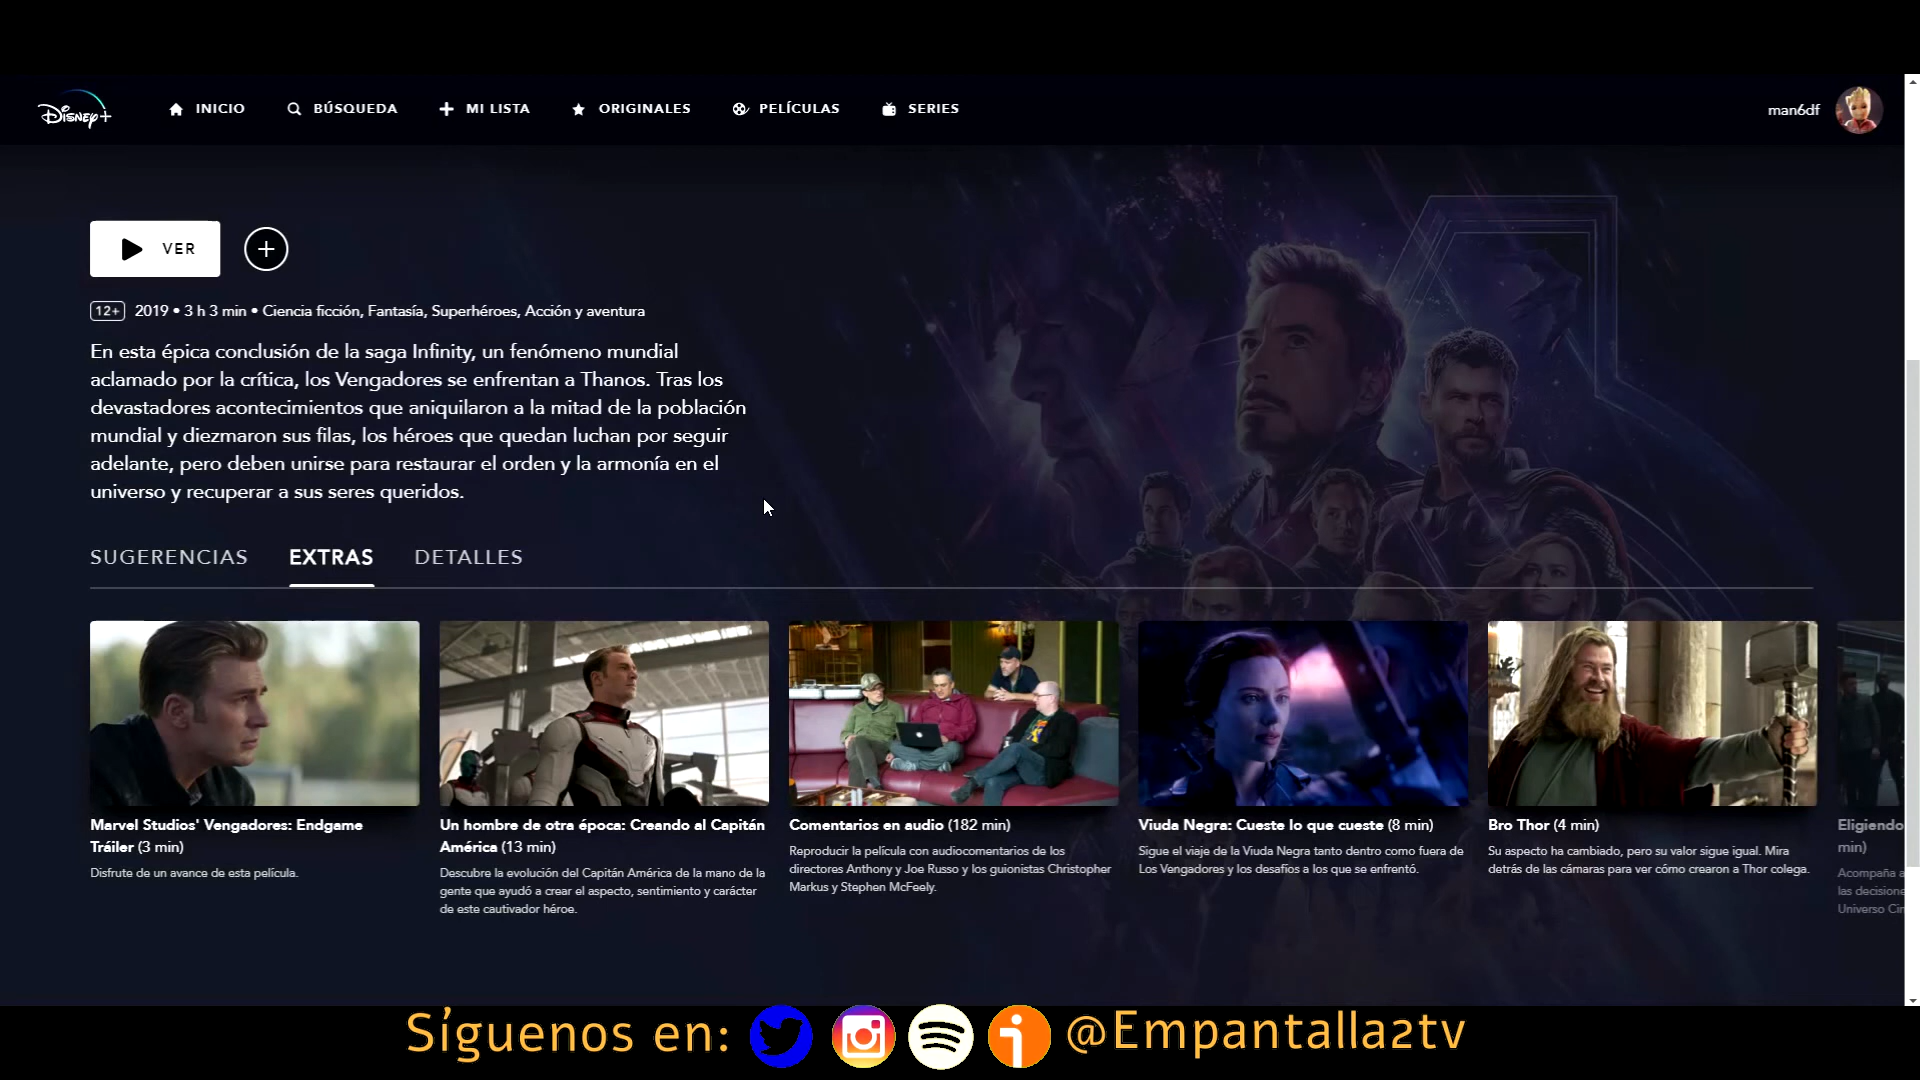 Disney+
INICIO
BÚSQUEDA
MI LISTA
ORIGINALES
PELÍCULAS
SERIES
man6df
VER
12+ 2019 • 3 h 3 min • Ciencia ficción, Fantasía, Superhéroes, Acción y aventura
En esta épica conclusión de la saga Infinity, un fenómeno mundial
aclamado por la crítica, los Vengadores se enfrentan a Thanos. Tras los
devastadores acontecimientos que aniquilaron a la mitad de la población
mundial y diezmaron sus filas, los héroes que quedan luchan por seguir
adelante, pero deben unirse para restaurar el orden y la armonía en el
universo y recuperar a sus seres queridos.
SUGERENCIAS
EXTRAS
DETALLES
Marvel Studios' Vengadores: Endgame
Tráiler (3 min)
Disfrute de un avance de esta película.
Un hombre de otra época: Creando al Capitán
América (13 min)
Descubre la evolución del Capitán América de la mano de la
gente que ayudó a crear el aspecto, sentimiento y carácter
de este cautivador héroe.
Comentarios en audio (182 min)
Reproducir la película con audiocomentarios de los
directores Anthony y Joe Russo y los guionistas Christopher
Markus y Stephen McFeely.
Viuda Negra: Cueste lo que cueste (8 min)
Sigue el viaje de la Viuda Negra tanto dentro como fuera de
Los Vengadores y los desafíos a los que se enfrentó.
Bro Thor (4 min)
Su aspecto ha cambiado, pero su valor sigue igual. Mira
detrás de las cámaras para ver cómo crearon a Thor colega.
Eligiendo
min)
Acompaña a
las decisione
Universo Cin
Síguenos en: @Empantalla2tv